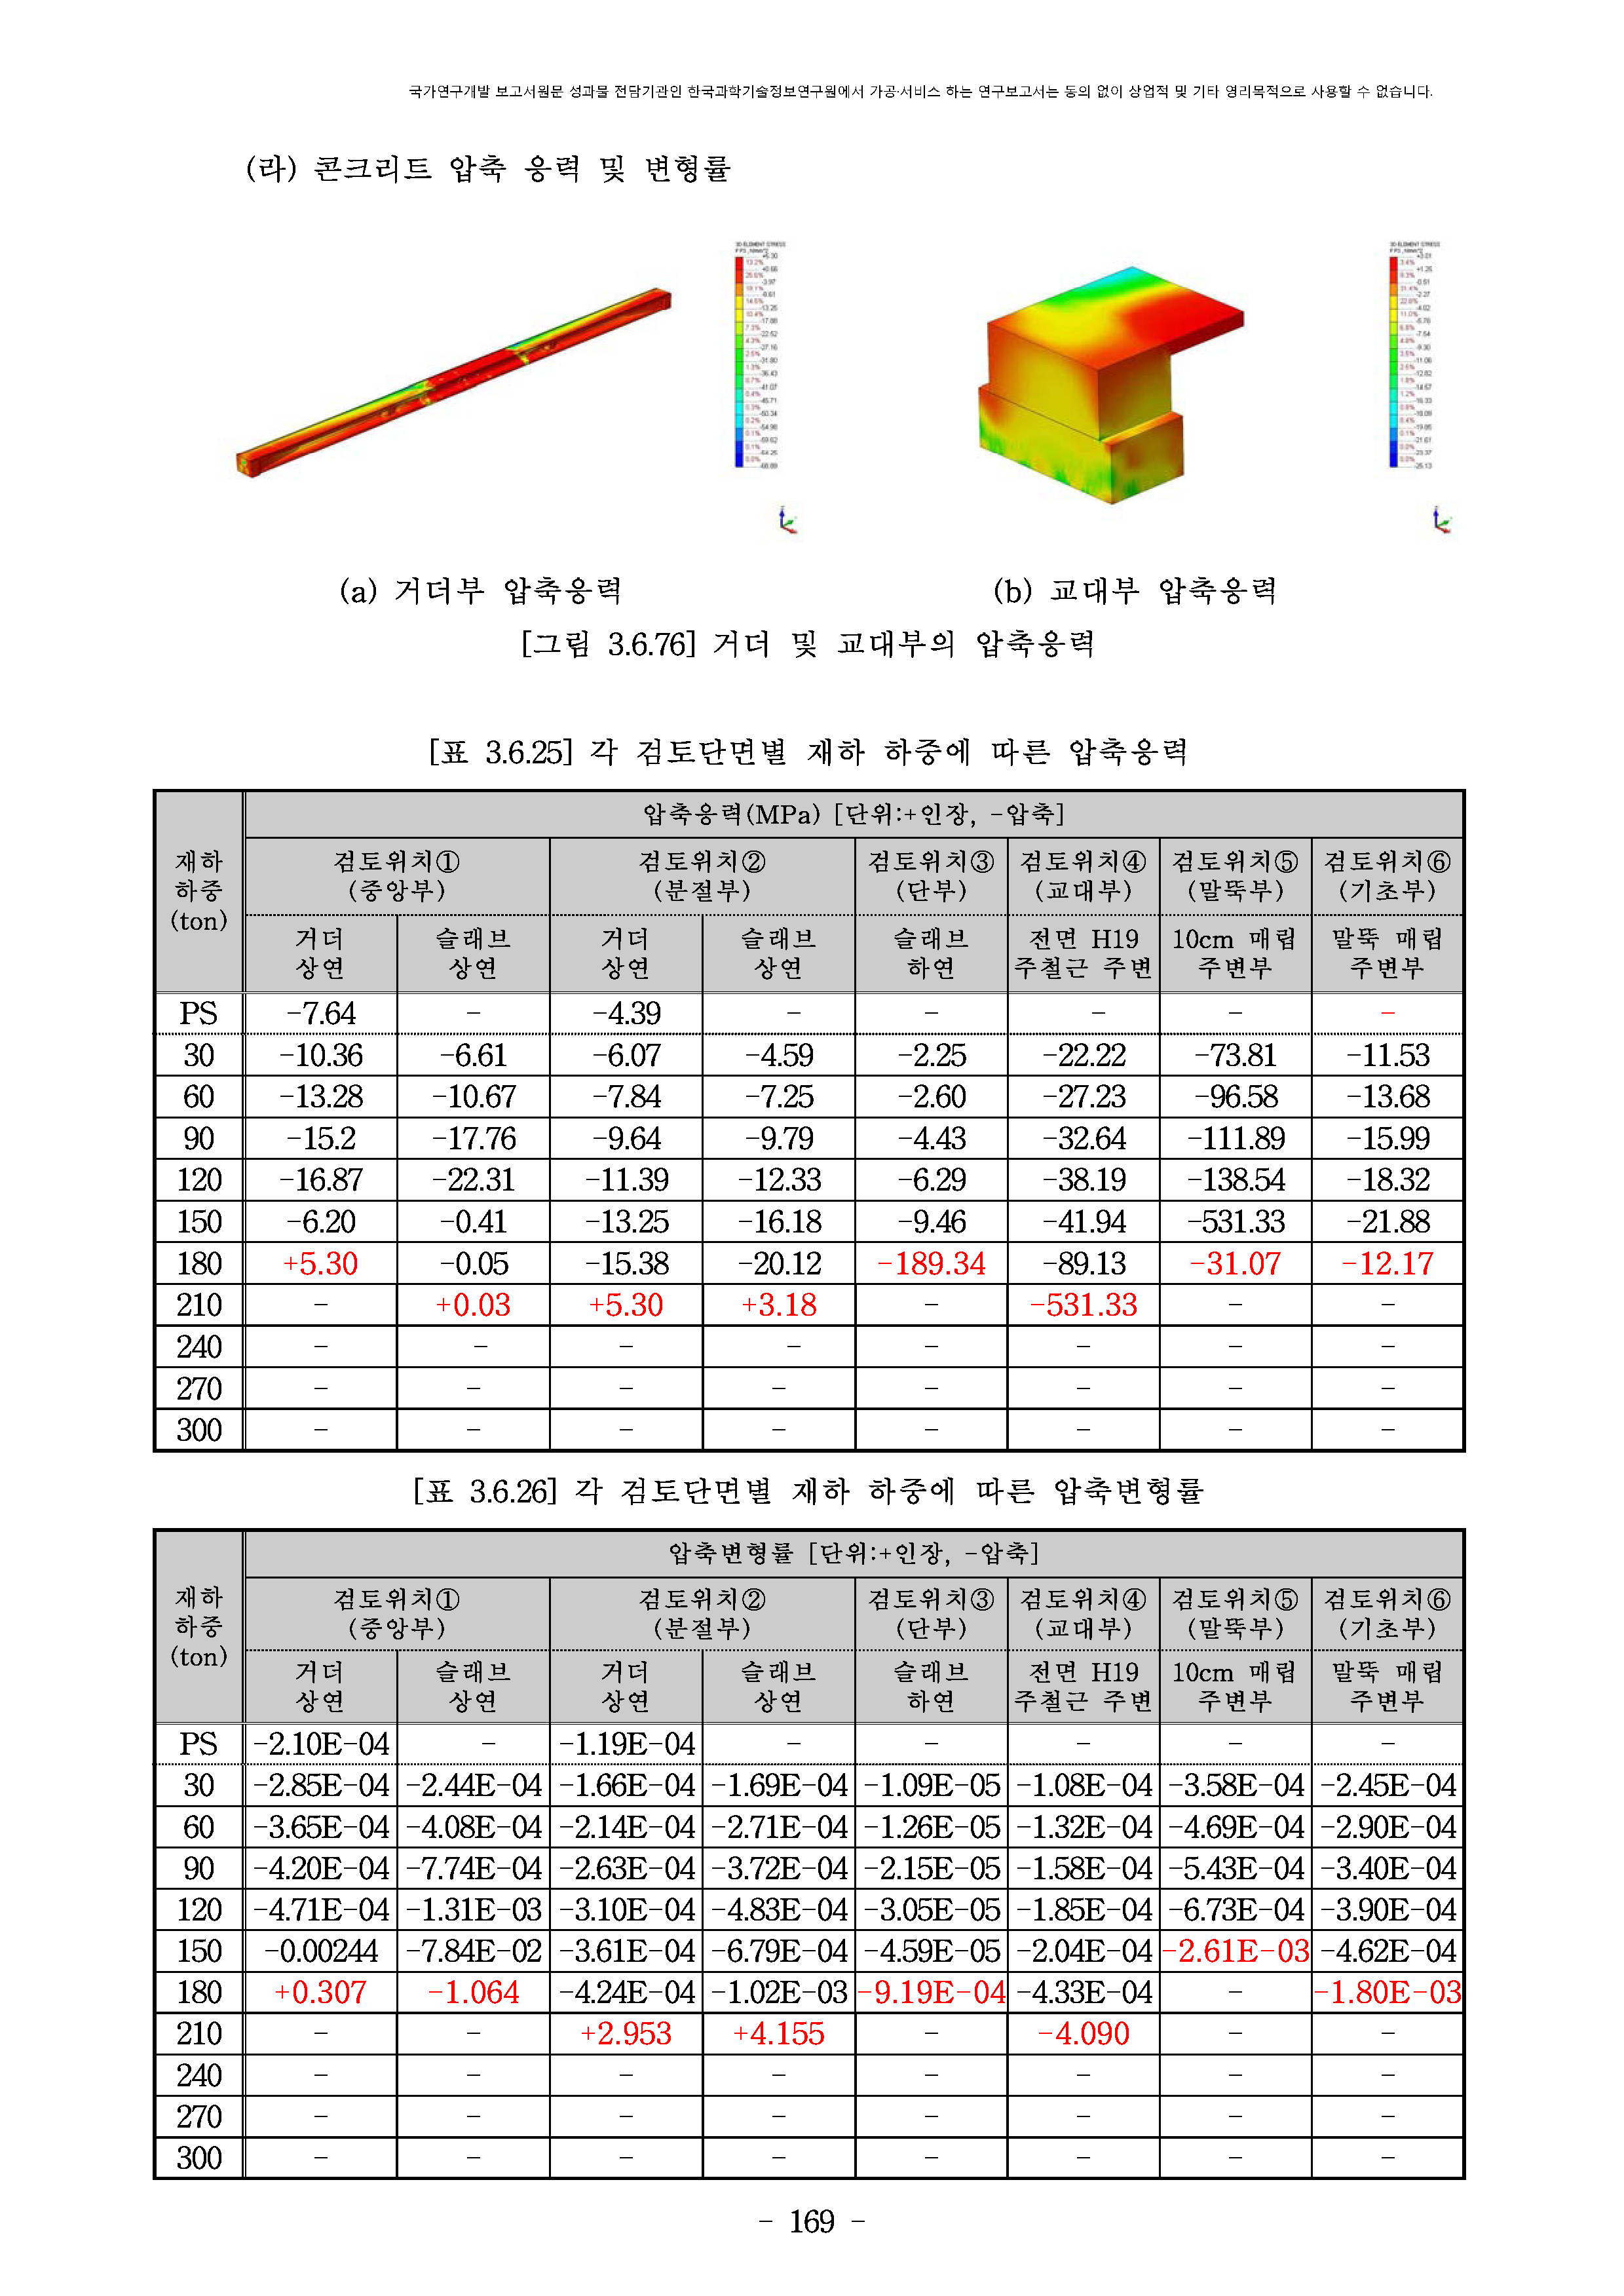 국가연구개발 보고서원문 성과물 전담기관인 한국과학기술정보연구원에서 가공·서비스 하는 연구보고서는 동의 없이 상업적 및 기타 영리목적으로 사용할 수 없습니다.
(라) 콘크리트 압축 응력 및 변형률
(a) 거더부 압축응력 (b) 교대부 압축응력
[그림 3.6.76] 거더 및 교대부의 압축응력
[표 3.6.25] 각 검토단면별 재하 하중에 따른 압축응력
재하 하중 (ton) 압축응력(MPa) [단위:+인장, -압축]
검토위치① (중앙부) 검토위치② (분절부) 검토위치③ (단부) 검토위치④ (교대부) 검토위치⑤ (말뚝부) 검토위치⑥ (기초부)
거더 상연 슬래브 상연 거더 상연 슬래브 상연 슬래브 하연 전면 H19 주철근 주변 10cm 매립 주변부 말뚝 매립 주변부
PS -7.64 - -4.39 - - - - -
30 -10.36 -6.61 -6.07 -4.59 -2.25 -22.22 -73.81 -11.53
60 -13.28 -10.67 -7.84 -7.25 -2.60 -27.23 -96.58 -13.68
90 -15.2 -17.76 -9.64 -9.79 -4.43 -32.64 -111.89 -15.99
120 -16.87 -22.31 -11.39 -12.33 -6.29 -38.19 -138.54 -18.32
150 -6.20 -0.41 -13.25 -16.18 -9.46 -41.94 -531.33 -21.88
180 +5.30 -0.05 -15.38 -20.12 -189.34 -89.13 -31.07 -12.17
210 - +0.03 +5.30 +3.18 - -531.33 - -
240 - - - - - - - -
270 - - - - - - - -
300 - - - - - - - -
[표 3.6.26] 각 검토단면별 재하 하중에 따른 압축변형률
재하 하중 (ton) 압축변형률 [단위:+인장, -압축]
검토위치① (중앙부) 검토위치② (분절부) 검토위치③ (단부) 검토위치④ (교대부) 검토위치⑤ (말뚝부) 검토위치⑥ (기초부)
거더 상연 슬래브 상연 거더 상연 슬래브 상연 슬래브 하연 전면 H19 주철근 주변 10cm 매립 주변부 말뚝 매립 주변부
PS -2.10E-04 - -1.19E-04 - - - - -
30 -2.85E-04 -2.44E-04 -1.66E-04 -1.69E-04 -1.09E-05 -1.08E-04 -3.58E-04 -2.45E-04
60 -3.65E-04 -4.08E-04 -2.14E-04 -2.71E-04 -1.26E-05 -1.32E-04 -4.69E-04 -2.90E-04
90 -4.20E-04 -7.74E-04 -2.63E-04 -3.72E-04 -2.15E-05 -1.58E-04 -5.43E-04 -3.40E-04
120 -4.71E-04 -1.31E-03 -3.10E-04 -4.83E-04 -3.05E-05 -1.85E-04 -6.73E-04 -3.90E-04
150 -0.00244 -7.84E-02 -3.61E-04 -6.79E-04 -4.59E-05 -2.04E-04 -2.61E-03 -4.62E-04
180 +0.307 -1.064 -4.24E-04 -1.02E-03 -9.19E-04 -4.33E-04 - -1.80E-03
210 - - +2.953 +4.155 - -4.090 - -
240 - - - - - - - -
270 - - - - - - - -
300 - - - - - - - -
- 169 -